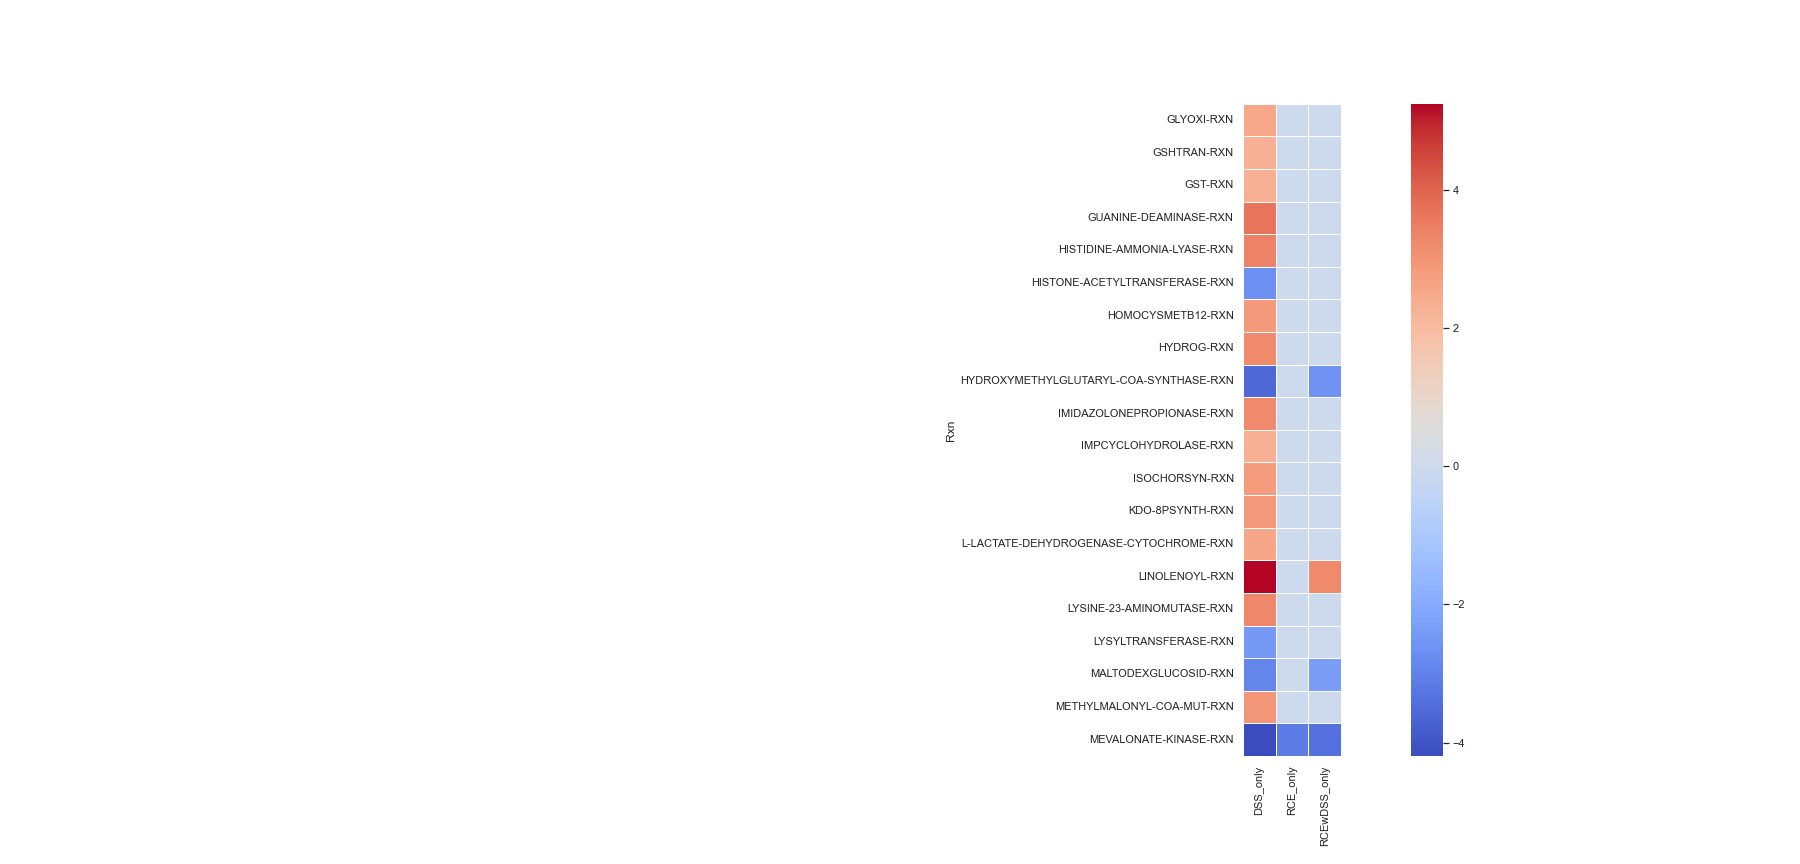 GLYOXI-RXN
GSHTRAN-RXN
GST-RXN
GUANINE-DEAMINASE-RXN
HISTIDINE-AMMONIA-LYASE-RXN
HISTONE-ACETYLTRANSFERASE-RXN
HOMOCYSMETB12-RXN
HYDROG-RXN
HYDROXYMETHYLGLUTARYL-COA-SYNTHASE-RXN
IMIDAZOLONEPROPIONASE-RXN
IMPCYCLOHYDROLASE-RXN
ISOCHORSYN-RXN
KDO-8PSYNTH-RXN
L-LACTATE-DEHYDROGENASE-CYTOCHROME-RXN
LINOLENOYL-RXN
LYSINE-23-AMINOMUTASE-RXN
LYSYLTRANSFERASE-RXN
MALTODEXGLUCOSID-RXN
METHYLMALONYL-COA-MUT-RXN
MEVALONATE-KINASE-RXN
Rxn
DSS_only
RCE_only
RCEwDSS_only
4
2
0
−2
−4